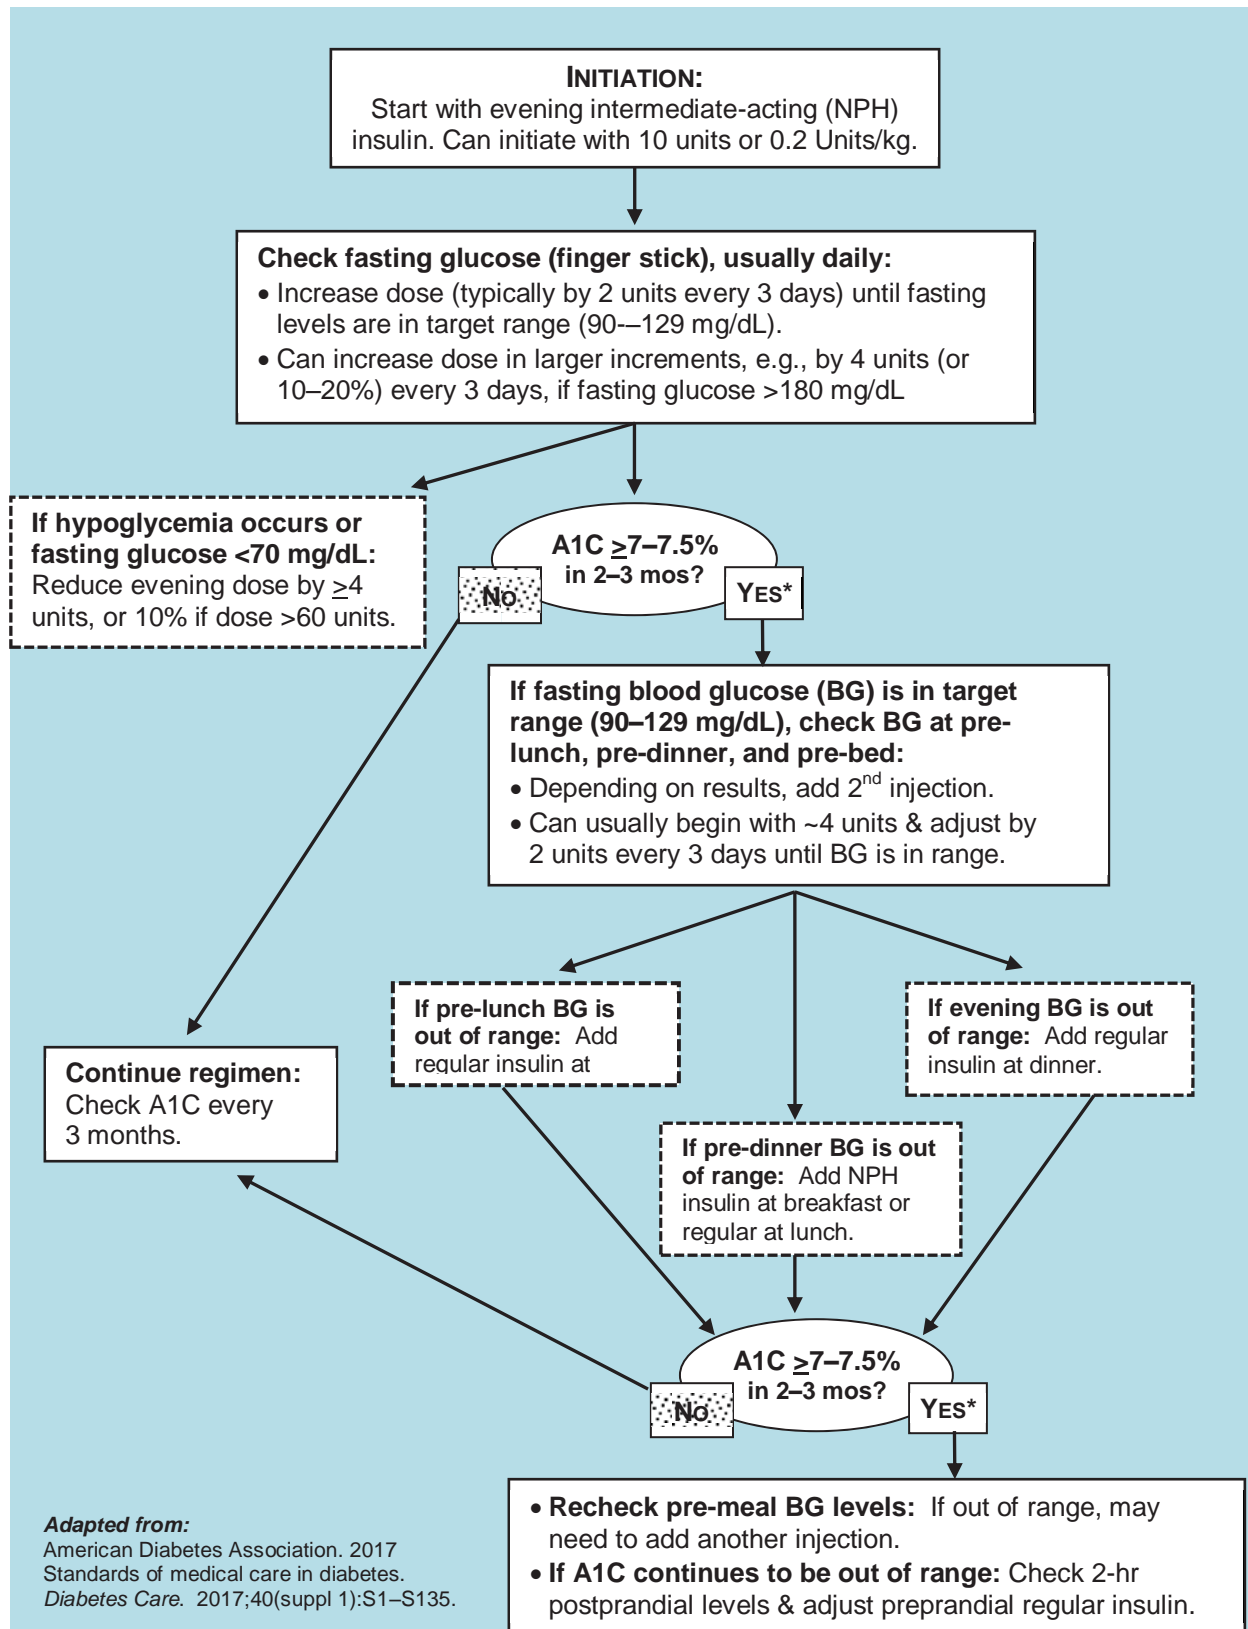 INITIATION:
Start with evening intermediate-acting (NPH)
insulin. Can initiate with 10 units or 0.2 Units/kg.
Check fasting glucose (finger stick), usually daily:
• Increase dose (typically by 2 units every 3 days) until fasting
levels are in target range (90-–129 mg/dL).
• Can increase dose in larger increments, e.g., by 4 units (or
10–20%) every 3 days, if fasting glucose >180 mg/dL
If hypoglycemia occurs or
fasting glucose <70 mg/dL:
Reduce evening dose by ≥4
units, or 10% if dose >60 units.
A1C ≥7–7.5%
in 2–3 mos?
NO
YES*
If fasting blood glucose (BG) is in target
range (90–129 mg/dL), check BG at pre-
lunch, pre-dinner, and pre-bed:
• Depending on results, add 2nd injection.
• Can usually begin with ~4 units & adjust by
2 units every 3 days until BG is in range.
If pre-lunch BG is
out of range: Add
regular insulin at
If evening BG is out
of range: Add regular
insulin at dinner.
Continue regimen:
Check A1C every
3 months.
If pre-dinner BG is out
of range: Add NPH
insulin at breakfast or
regular at lunch.
A1C ≥7–7.5%
in 2–3 mos?
NO
YES*
• Recheck pre-meal BG levels: If out of range, may
need to add another injection.
• If A1C continues to be out of range: Check 2-hr
postprandial levels & adjust preprandial regular insulin.
Adapted from:
American Diabetes Association. 2017
Standards of medical care in diabetes.
Diabetes Care. 2017;40(suppl 1):S1–S135.